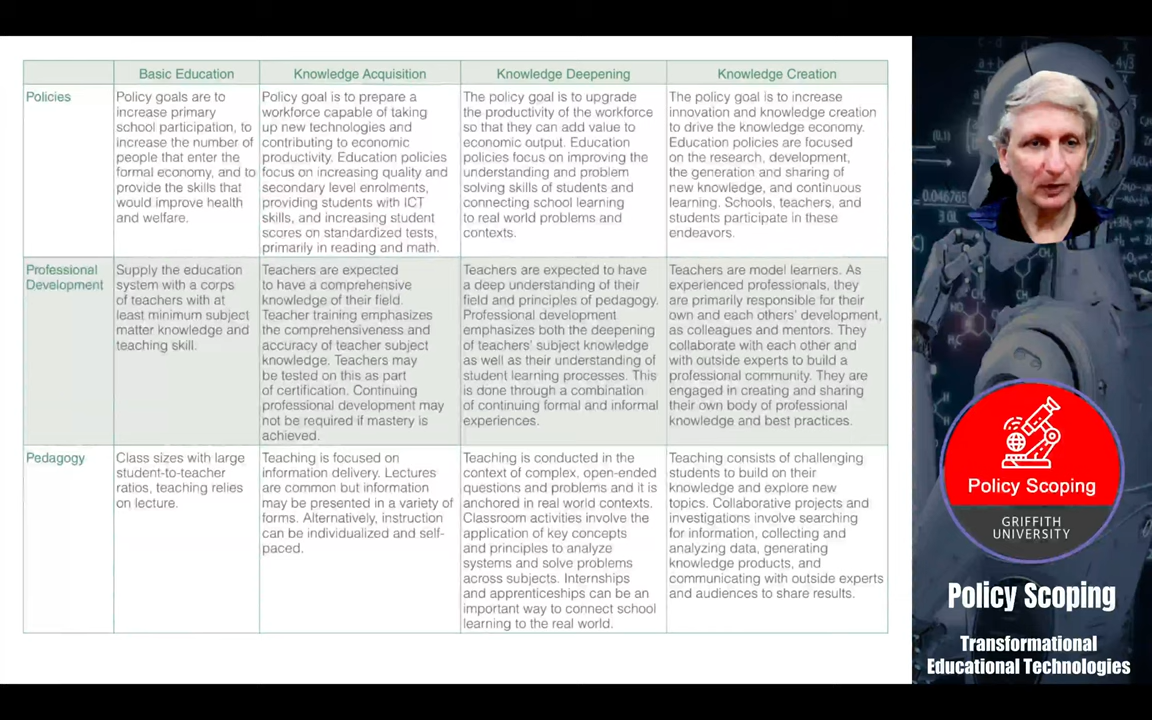 Basic Education
Knowledge Acquisition
Knowledge Deepening
Knowledge Creation
Policies
Policy goals are to
increase primary
school participation, to
increase the number of
people that enter the
formal economy, and to
provide the skills that
would improve health
and welfare.
Policy goal is to prepare a
workforce capable of taking
up new technologies and
contributing to economic
productivity. Education policies
focus on increasing quality and
secondary level enrolments,
providing students with ICT
skills, and increasing student
scores on standardized tests,
primarily in reading and math.
The policy goal is to upgrade
the productivity of the workforce
so that they can add value to
economic output. Education
policies focus on improving the
understanding and problem
solving skills of students and
connecting school learning
to real world problems and
contexts.
The policy goal is to increase
innovation and knowledge creation
to drive the knowledge economy.
Education policies are focused
on the research, development,
the generation and sharing of
new knowledge, and continuous
learning. Schools, teachers, and
students participate in these
endeavors.
Professional
Development
Supply the education
system with a corps
of teachers with at
least minimum subject
matter knowledge and
teaching skill.
Teachers are expected
to have a comprehensive
knowledge of their field.
Teacher training emphasizes
the comprehensiveness and
accuracy of teacher subject
knowledge. Teachers may
be tested on this as part
of certification. Continuing
professional development may
not be required if mastery is
achieved.
Teachers are expected to have
a deep understanding of their
field and principles of pedagogy.
Professional development
emphasizes both the deepening
of teachers' subject knowledge
as well as their understanding of
student learning processes. This
is done through a combination
of continuing formal and informal
experiences.
Teachers are model learners. As
experienced professionals, they
are primarily responsible for their
own and each others' development,
as colleagues and mentors. They
collaborate with each other and
with outside experts to build a
professional community. They are
engaged in creating and sharing
their own body of professional
knowledge and best practices.
Pedagogy
Class sizes with large
student-to-teacher
ratios, teaching relies
on lecture.
Teaching is focused on
information delivery. Lectures
are common but information
may be presented in a variety of
forms. Alternatively, instruction
can be individualized and self-
paced.
Teaching is conducted in the
context of complex, open-ended
questions and problems and it is
anchored in real world contexts.
Classroom activities involve the
application of key concepts
and principles to analyze
systems and solve problems
across subjects. Internships
and apprenticeships can be an
important way to connect school
learning to the real world.
Teaching consists of challenging
students to build on their
knowledge and explore new
topics. Collaborative projects and
investigations involve searching
for information, collecting and
analyzing data, generating
knowledge products, and
communicating with outside experts
and audiences to share results.
0.046765
Policy Scoping
GRIFFITH
UNIVERSITY
Policy Scoping
Transformational
Educational Technologies